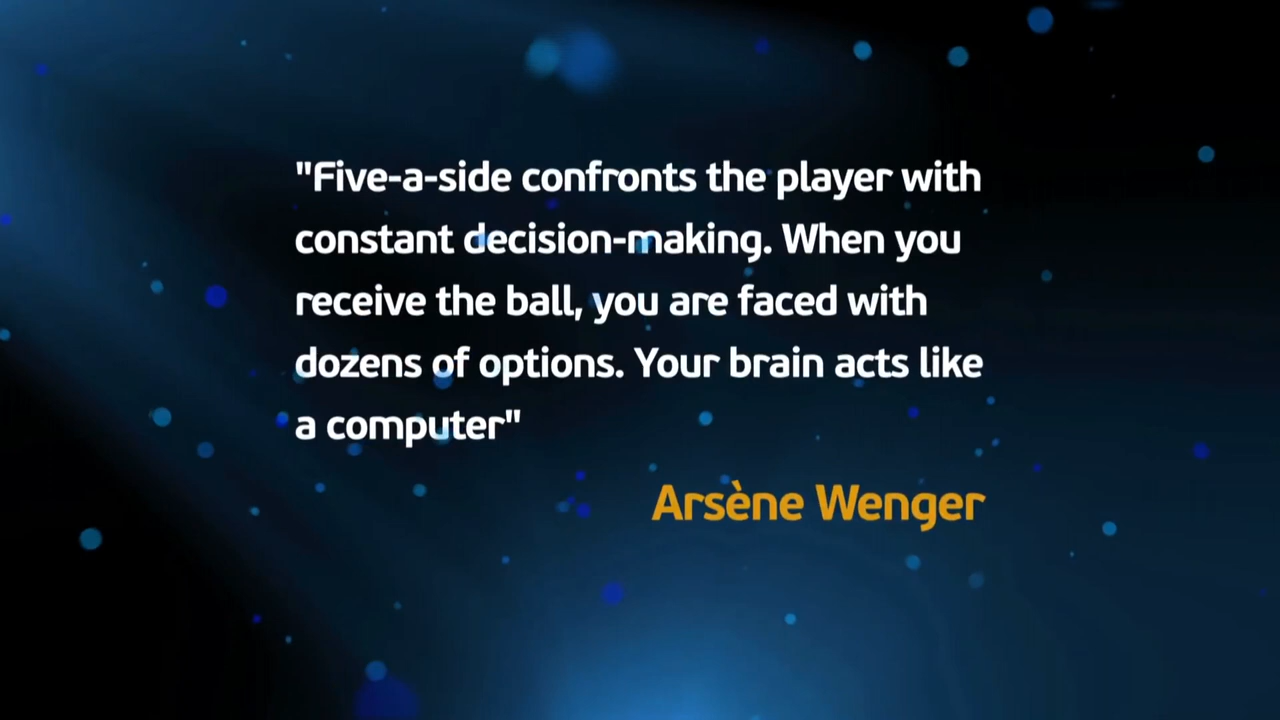 "Five-a-side confronts the player with
constant decision-making. When you
receive the ball, you are faced with
dozens of options. Your brain acts like
a computer"
Arsène Wenger